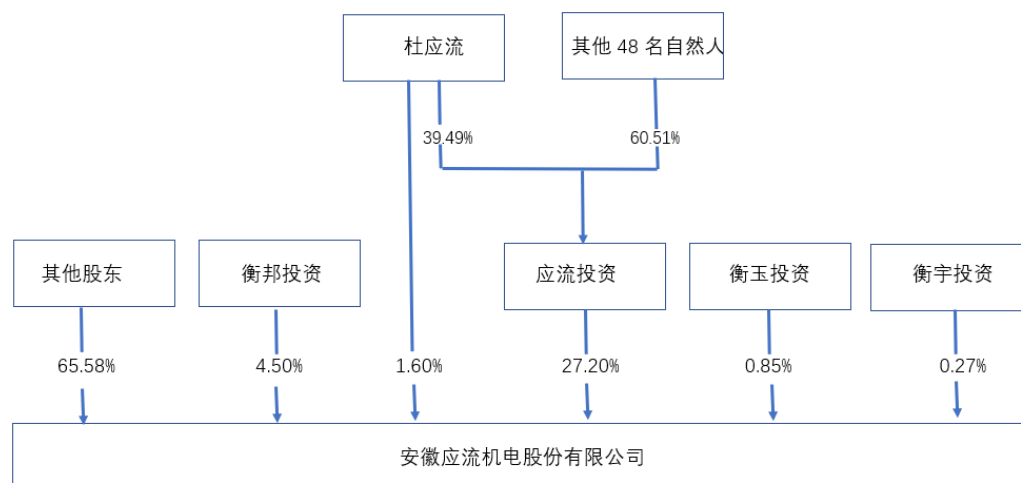 杜应流
其他 48 名自然人
39.49%
60.51%
其他股东
衡邦投资
应流投资
衡玉投资
衡宇投资
65.58%
4.50%
1.60%
27.20%
0.85%
0.27%
安徽应流机电股份有限公司